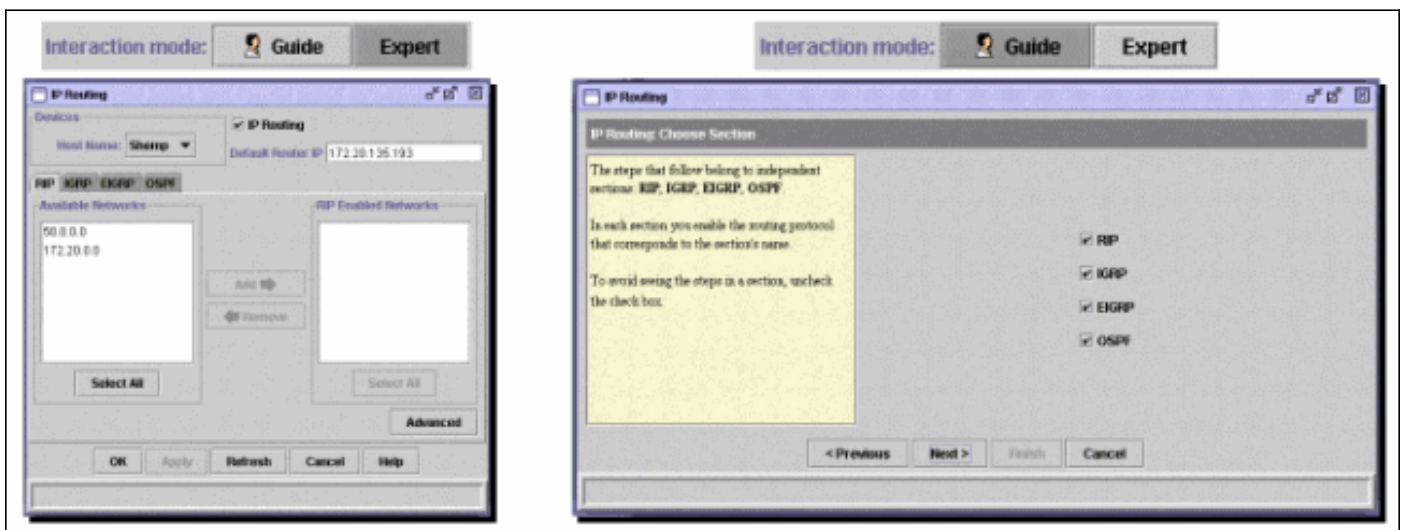 Interaction mode: Guide Expert
IP Routing
Devices
Host Name: Shemp
IP Routing
Default Router IP 172.20.135.193
RIP IGRP EIGRP OSPF
Available Networks
50.0.0.0
172.20.0.0
Add
Remove
RIP Enabled Networks
Select All
Select All
Advanced
OK Apply Refresh Cancel Help
Interaction mode: Guide Expert
IP Routing
IP Routing: Choose Section
The steps that follow belong to independent
sections: RIP, IGRP, EIGRP, OSPF.
In each section you enable the routing protocol
that corresponds to the section's name.
To avoid seeing the steps in a section, uncheck
the check box.
RIP
IGRP
EIGRP
OSPF
< Previous Next > Finish Cancel